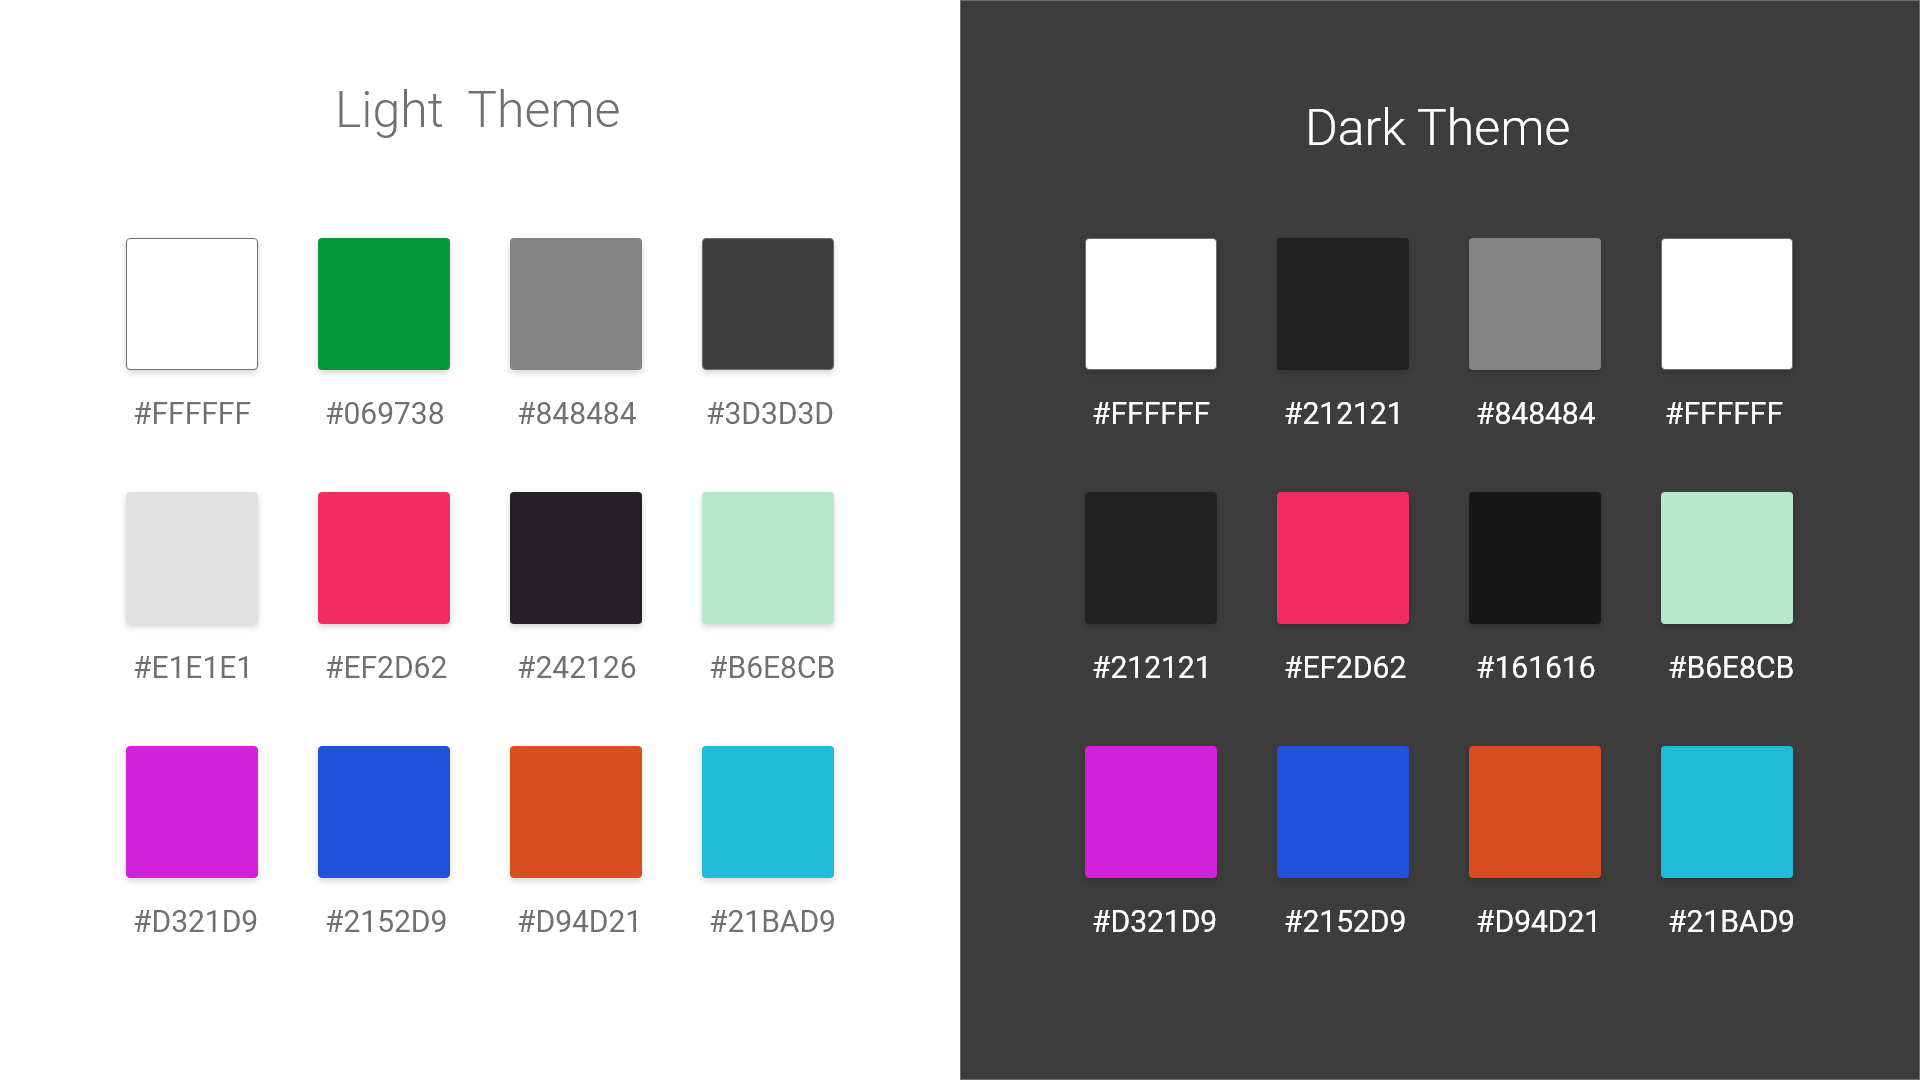 Light  Theme
#FFFFFF #069738 #848484 #3D3D3D
#E1E1E1 #EF2D62 #242126 #B6E8CB
#D321D9 #2152D9 #D94D21 #21BAD9
Dark Theme
#FFFFFF #212121 #848484 #FFFFFF
#212121 #EF2D62 #161616 #B6E8CB
#D321D9 #2152D9 #D94D21 #21BAD9